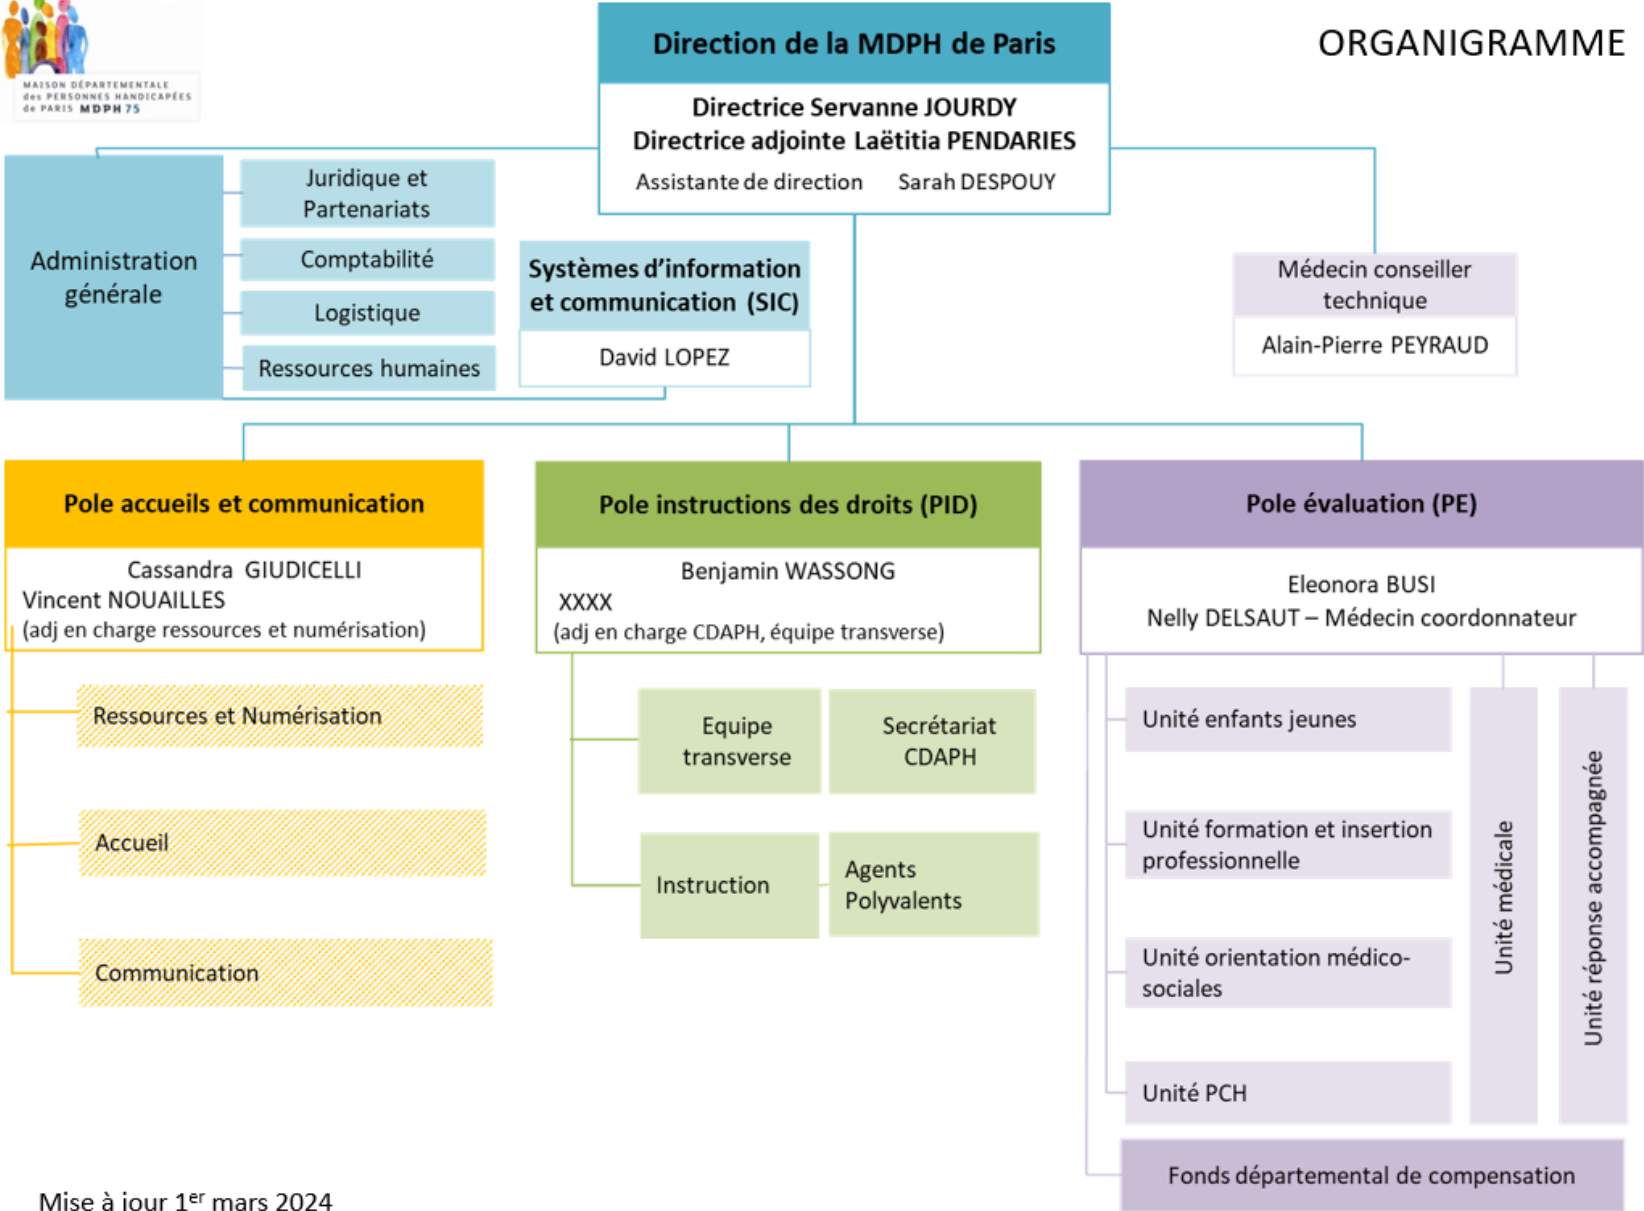 MAISON DÉPARTEMENTALE
des PERSONNES HANDICAPÉES
de PARIS MDPH 75
ORGANIGRAMME
Direction de la MDPH de Paris
Directrice Servanne JOURDY
Directrice adjointe Laëtitia PENDARIES
Assistante de direction Sarah DESPOUY
Administration
générale
Juridique et
Partenariats
Comptabilité
Logistique
Ressources humaines
Systèmes d’information
et communication (SIC)
David LOPEZ
Médecin conseiller
technique
Alain-Pierre PEYRAUD
Pole accueils et communication
Cassandra GIUDICELLI
Vincent NOUAILLES
(adj en charge ressources et numérisation)
Ressources et Numérisation
Accueil
Communication
Pole instructions des droits (PID)
Benjamin WASSONG
XXXX
(adj en charge CDAPH, équipe transverse)
Equipe
transverse
Secrétariat
CDAPH
Instruction
Agents
Polyvalents
Pole évaluation (PE)
Eleonora BUSI
Nelly DELSAUT – Médecin coordonnateur
Unité enfants jeunes
Unité formation et insertion
professionnelle
Unité orientation médico-
sociales
Unité PCH
Unité médicale
Unité réponse accompagnée
Fonds départemental de compensation
Mise à jour 1er mars 2024